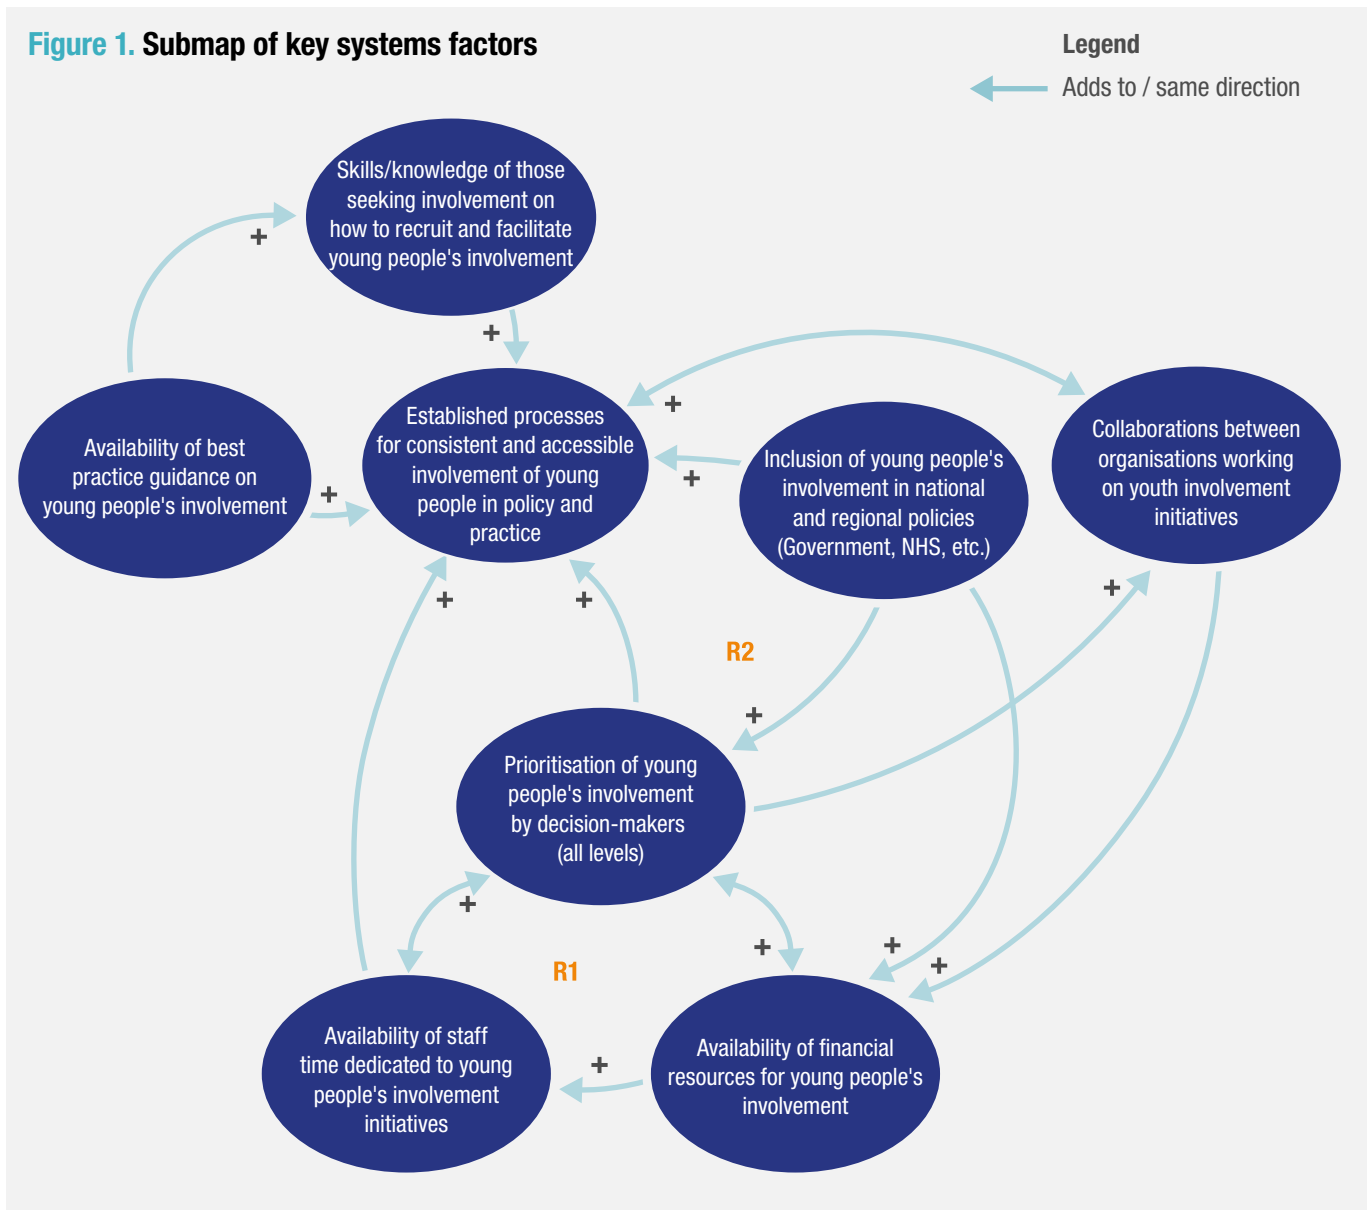 Figure 1. Submap of key systems factors
Legend
Adds to / same direction
Skills/knowledge of those
seeking involvement on
how to recruit and facilitate
young people's involvement
+
+
Availability of best
practice guidance on
young people's involvement
+
Established processes
for consistent and accessible
involvement of young
people in policy and
practice
+
+
Inclusion of young people's
involvement in national
and regional policies
(Government, NHS, etc.)
Collaborations between
organisations working
on youth involvement
initiatives
+
+
+
R2
+
Prioritisation of young
people's involvement
by decision-makers
(all levels)
+
+
+
+
R1
Availability of staff
time dedicated to young
people's involvement
initiatives
+
Availability of financial
resources for young people's
involvement